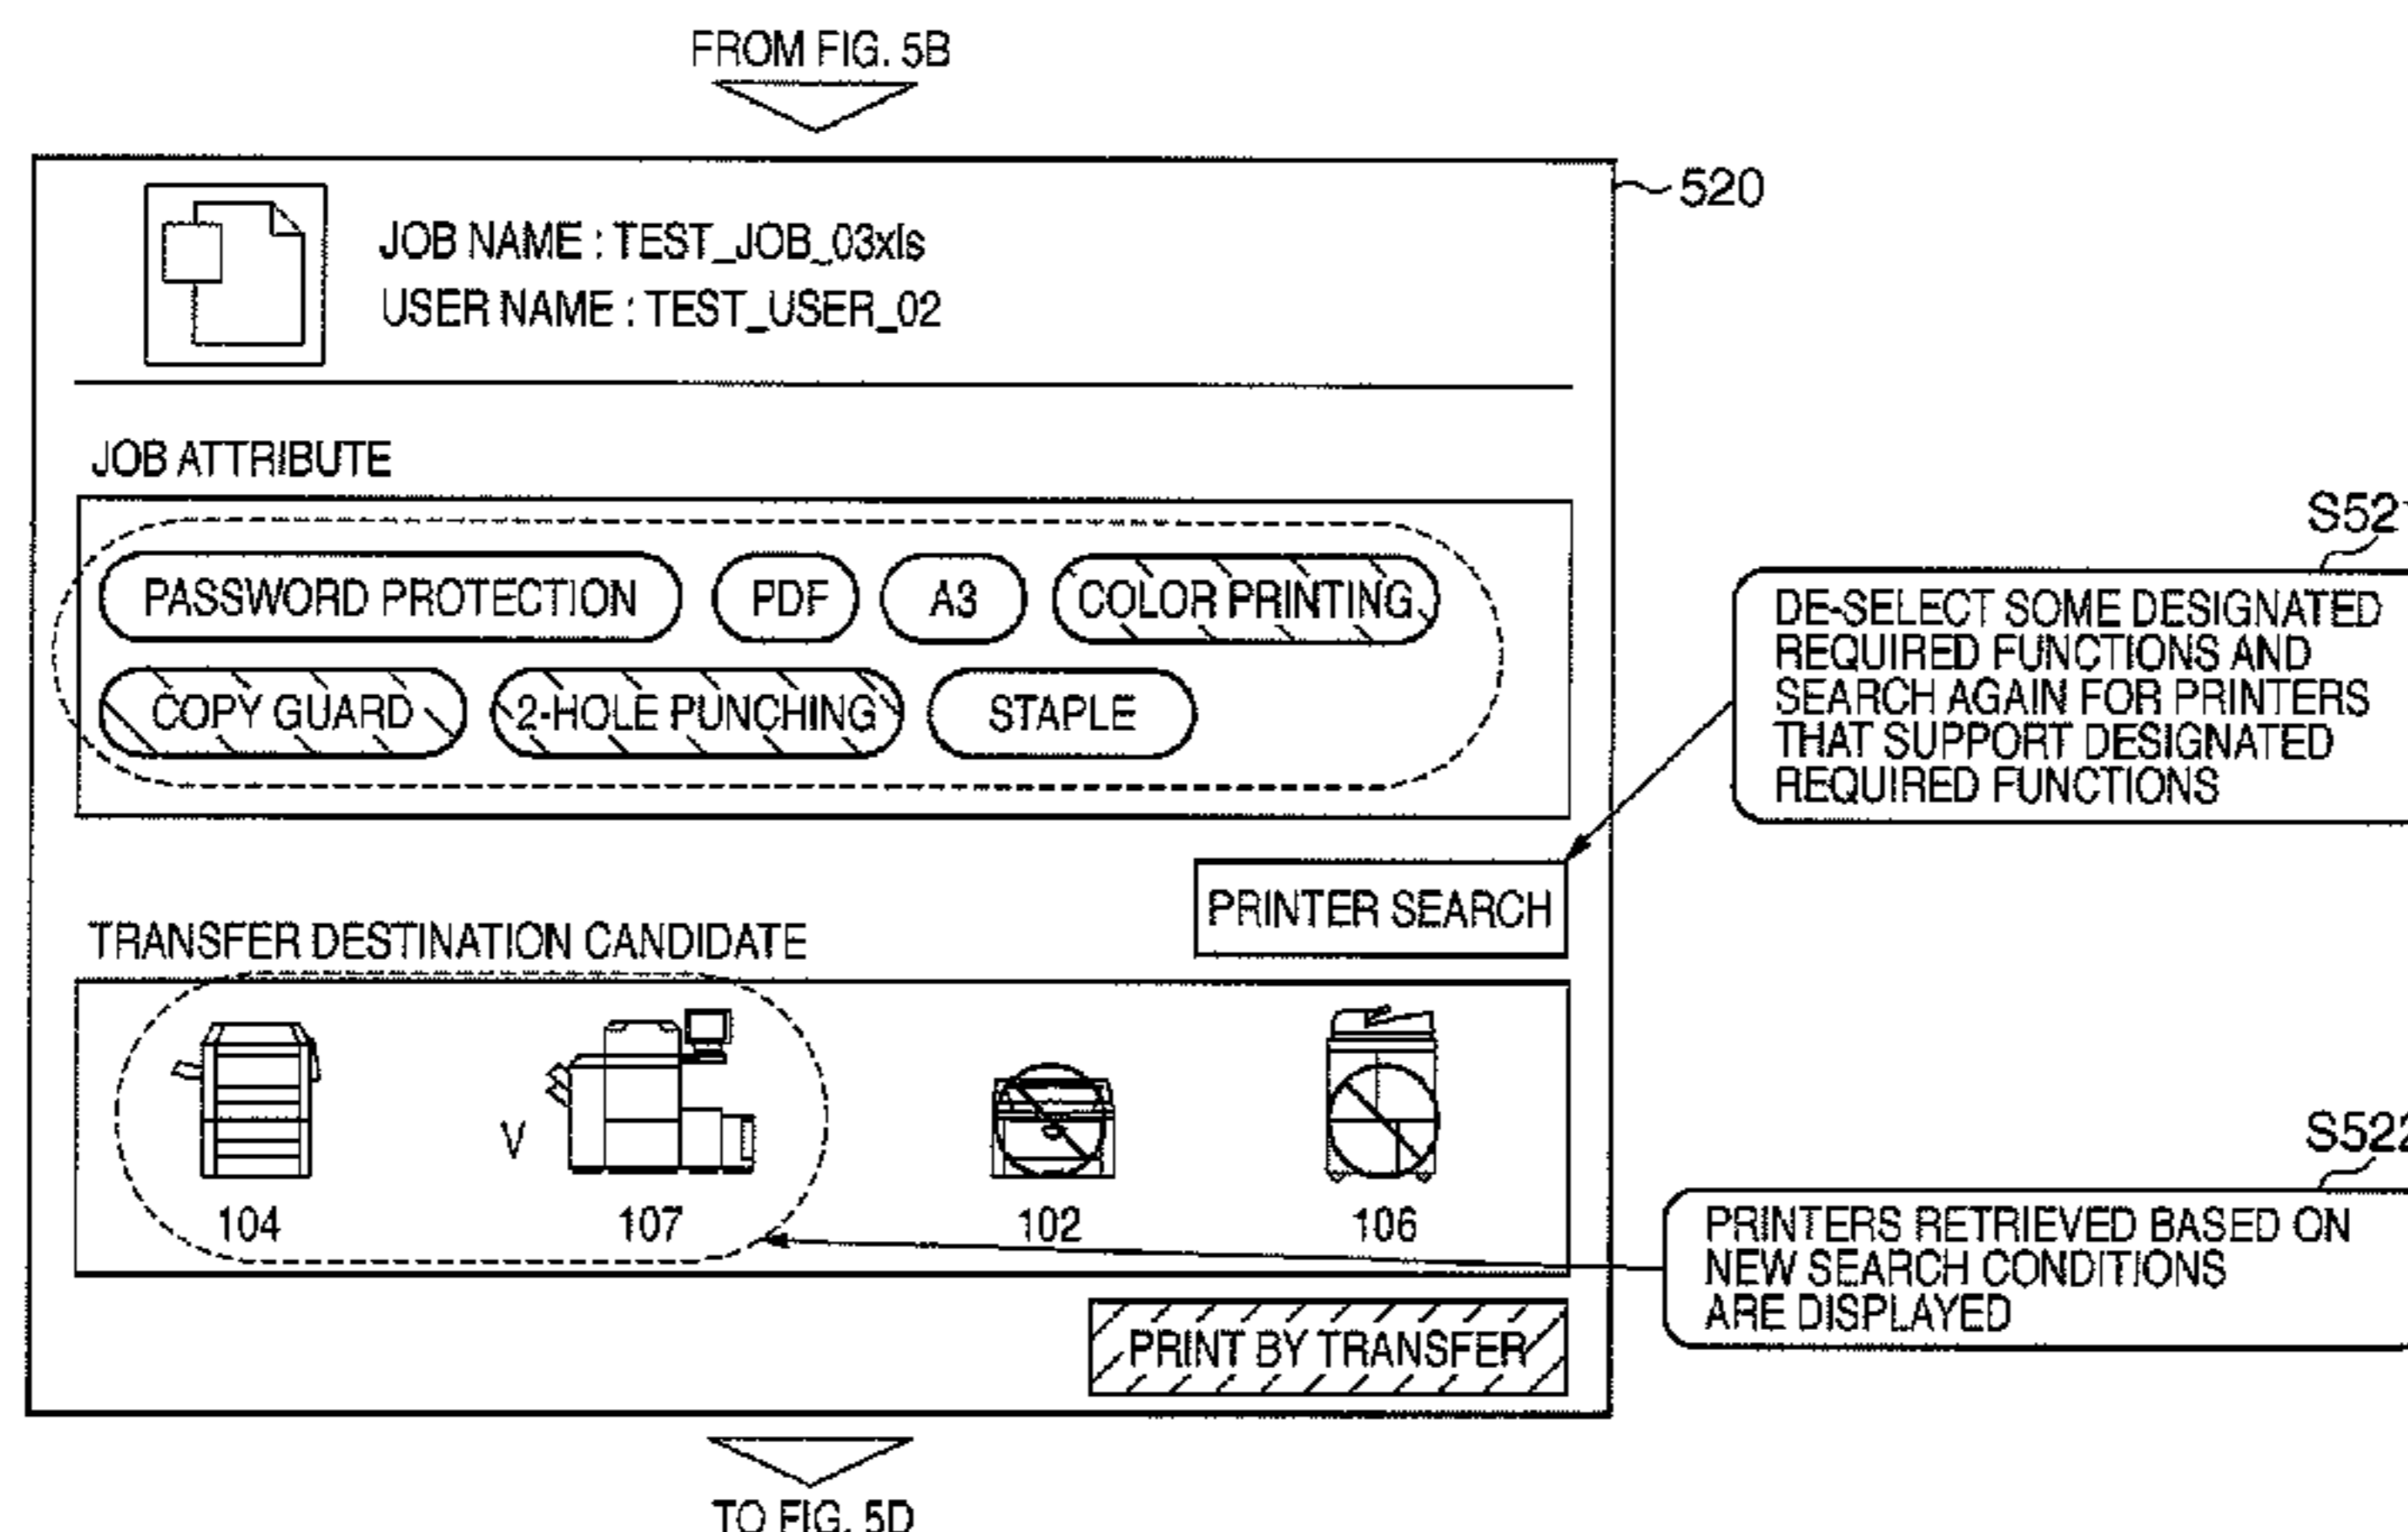 FROM FIG. 5B
520
JOB NAME : TEST_JOB_03xls
USER NAME : TEST_USER_02
JOB ATTRIBUTE
PASSWORD PROTECTION PDF A3 COLOR PRINTING
COPY GUARD 2-HOLE PUNCHING STAPLE
S521
DE-SELECT SOME DESIGNATED
REQUIRED FUNCTIONS AND
SEARCH AGAIN FOR PRINTERS
THAT SUPPORT DESIGNATED
REQUIRED FUNCTIONS
PRINTER SEARCH
TRANSFER DESTINATION CANDIDATE
V
104 107 102 106
S522
PRINTERS RETRIEVED BASED ON
NEW SEARCH CONDITIONS
ARE DISPLAYED
PRINT BY TRANSFER
TO FIG. 5D